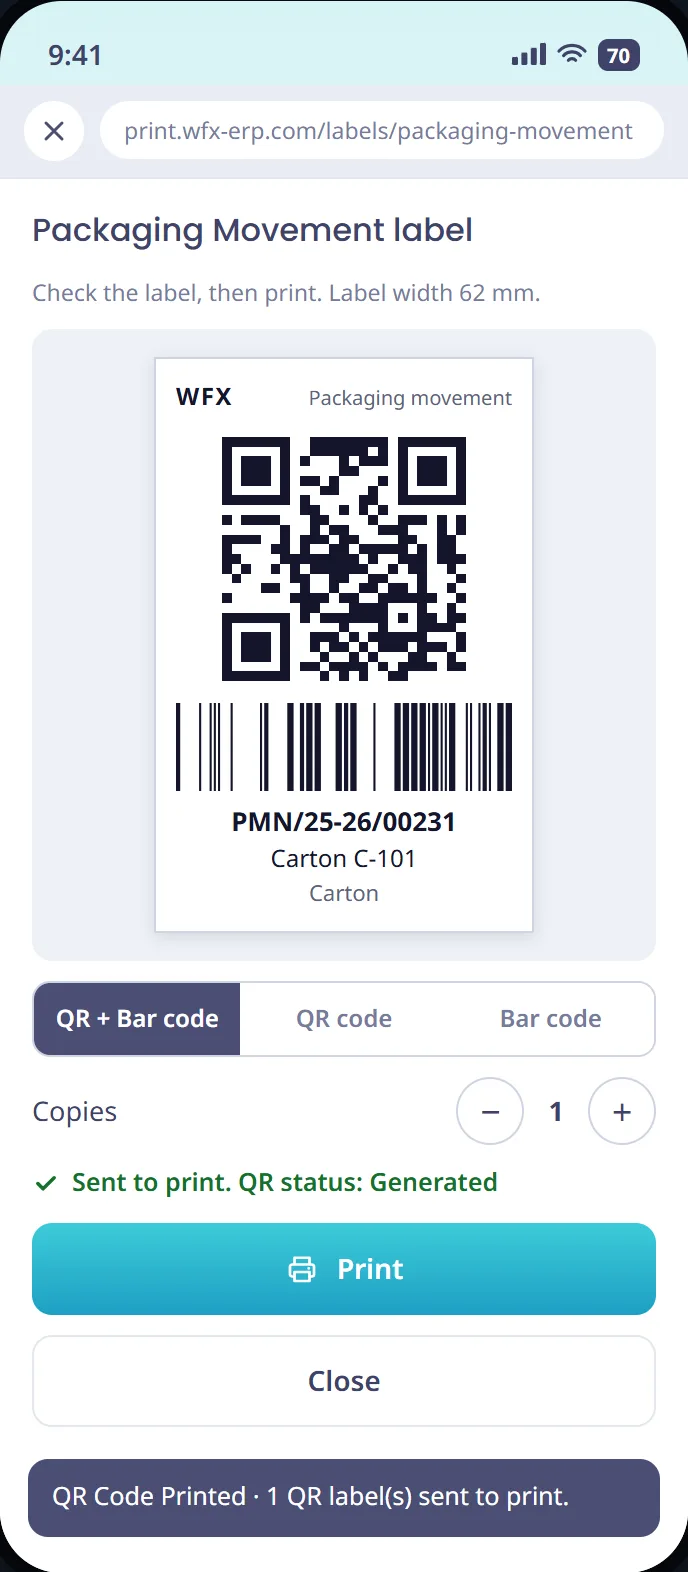 9:41
70
print.wfx-erp.com/labels/packaging-movement
Packaging Movement label
Check the label, then print. Label width 62 mm.
WFX Packaging movement
PMN/25-26/00231
Carton C-101
Carton
QR + Bar code QR code Bar code
Copies − 1 +
Sent to print. QR status: Generated
Print
Close
QR Code Printed · 1 QR label(s) sent to print.